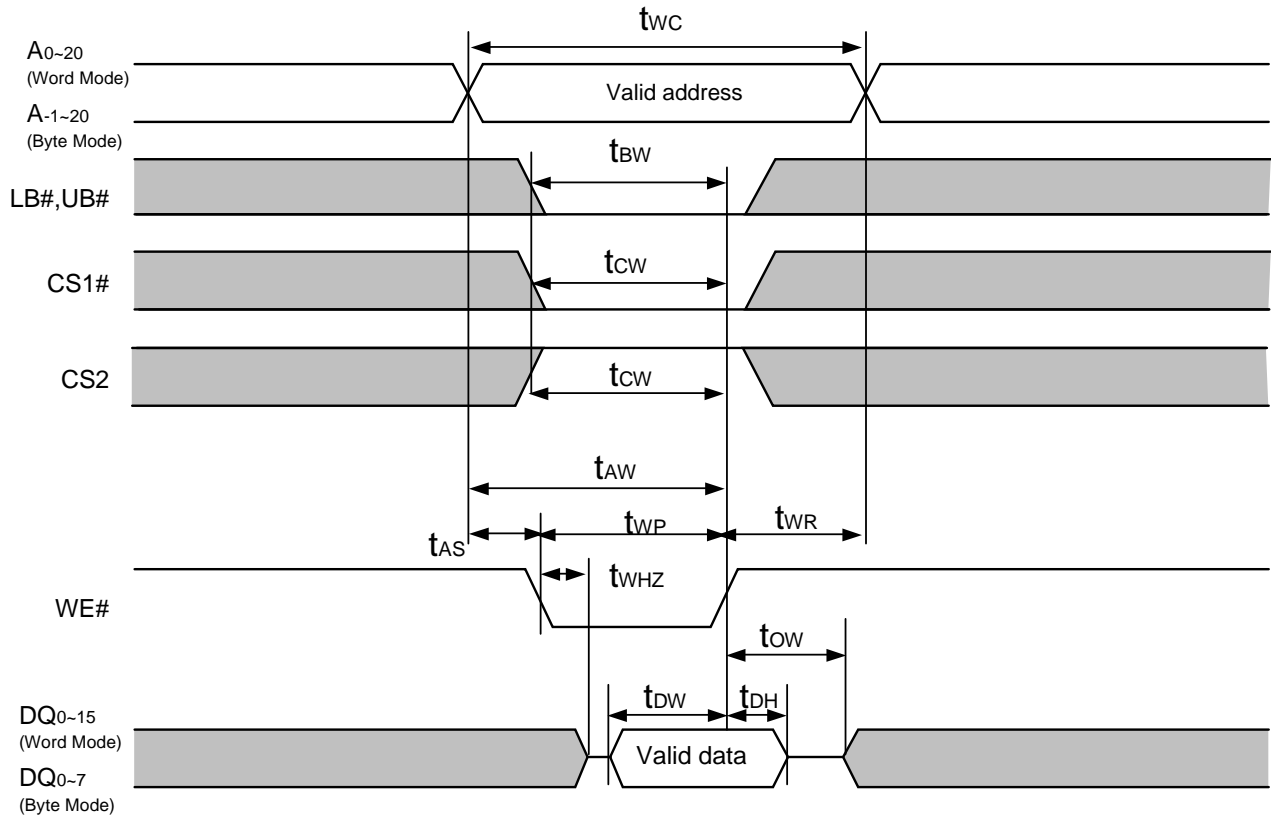 tWC
A0~20
(Word Mode)
Valid address
A-1~20
(Byte Mode)
tBW
LB#,UB#
tCW
CS1#
CS2
tCW
tAW
tAS
tWP
tWR
tWHZ
WE#
tOW
tDW
tDH
DQ0~15
(Word Mode)
Valid data
DQ0~7
(Byte Mode)